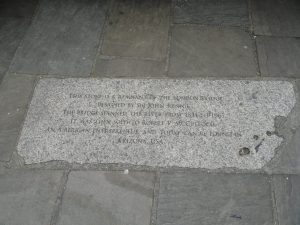 THIS STONE IS A REMNANT OF THE LONDON BRIDGE
DESIGNED BY SIR JOHN RENNIE.
THE BRIDGE SPANNED THE RIVER FROM 1831
IT WAS THEN SOLD TO ROBERT P. MCCULLOCH
AN AMERICAN ENTREPRENEUR AND TODAY CAN BE FOUND IN
ARIZONA, USA.